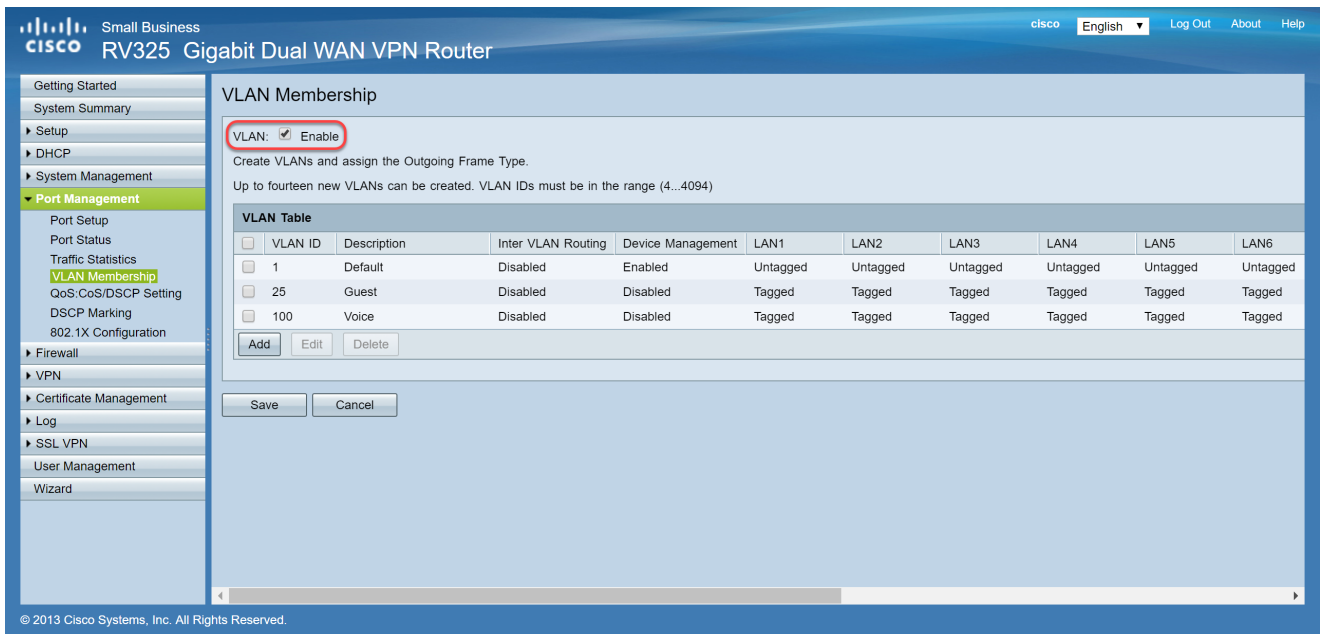 Small Business
cisco English Log Out About Help
CISCO RV325 Gigabit Dual WAN VPN Router
Getting Started
System Summary
Setup
DHCP
System Management
Port Management
Port Setup
Port Status
Traffic Statistics
VLAN Membership
QoS:CoS/DSCP Setting
DSCP Marking
802.1X Configuration
Firewall
VPN
Certificate Management
Log
SSL VPN
User Management
Wizard
VLAN Membership
VLAN: Enable
Create VLANs and assign the Outgoing Frame Type.
Up to fourteen new VLANs can be created. VLAN IDs must be in the range (4...4094)
VLAN Table
VLAN ID Description Inter VLAN Routing Device Management LAN1 LAN2 LAN3 LAN4 LAN5 LAN6
1 Default Disabled Enabled Untagged Untagged Untagged Untagged Untagged Untagged
25 Guest Disabled Disabled Tagged Tagged Tagged Tagged Tagged Tagged
100 Voice Disabled Disabled Tagged Tagged Tagged Tagged Tagged Tagged
Add Edit Delete
Save Cancel
© 2013 Cisco Systems, Inc. All Rights Reserved.